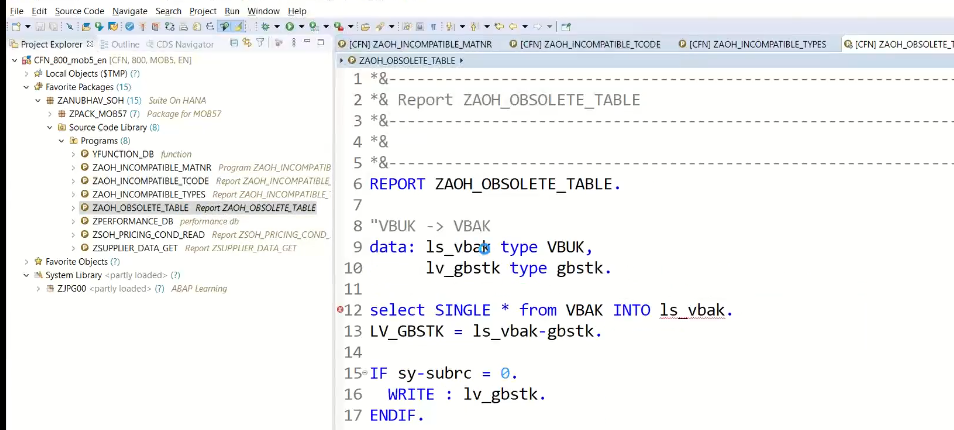 File Edit Source Code Navigate Search Project Run Window Help
Project Explorer Outline CDS Navigator
CFN_800_mob5_en [CFN, 800, MOB5, EN]
Local Objects ($TMP) (?)
Favorite Packages (15)
ZANUBHAV_SOH (15) Suite On HANA
ZPACK_MOB57 (7) Package for MOB57
Source Code Library (8)
Programs (8)
YFUNCTION_DB function
ZAOH_INCOMPATIBLE_MATNR Program ZAOH_INCOMPATIB
ZAOH_INCOMPATIBLE_TCODE Report ZAOH_INCOMPATIBLE_
ZAOH_INCOMPATIBLE_TYPES Report ZAOH_INCOMPATIBLE_
ZAOH_OBSOLETE_TABLE Report ZAOH_OBSOLETE_TABLE
ZPERFORMANCE_DB performance db
ZSOH_PRICING_COND_READ Report ZSOH_PRICING_COND_
ZSUPPLIER_DATA_GET Report ZSUPPLIER_DATA_GET
Favorite Objects (?)
System Library <partly loaded> (?)
ZJPG00 <partly loaded> (?) ABAP Learning
[CFN] ZAOH_INCOMPATIBLE_MATNR [CFN] ZAOH_INCOMPATIBLE_TCODE [CFN] ZAOH_INCOMPATIBLE_TYPES [CFN] ZAOH_OBSOLETE_T
ZAOH_OBSOLETE_TABLE
1 *&---------------------------------------------------------------------
2 *& Report ZAOH_OBSOLETE_TABLE
3 *&---------------------------------------------------------------------
4 *&
5 *&---------------------------------------------------------------------
6 REPORT ZAOH_OBSOLETE_TABLE.
7
8 "VBUK -> VBAK
9 data: ls_vbak type VBUK,
10 lv_gbstk type gbstk.
11
12 select SINGLE * from VBAK INTO ls_vbak.
13 LV_GBSTK = ls_vbak-gbstk.
14
15 IF sy-subrc = 0.
16 WRITE : lv_gbstk.
17 ENDIF.